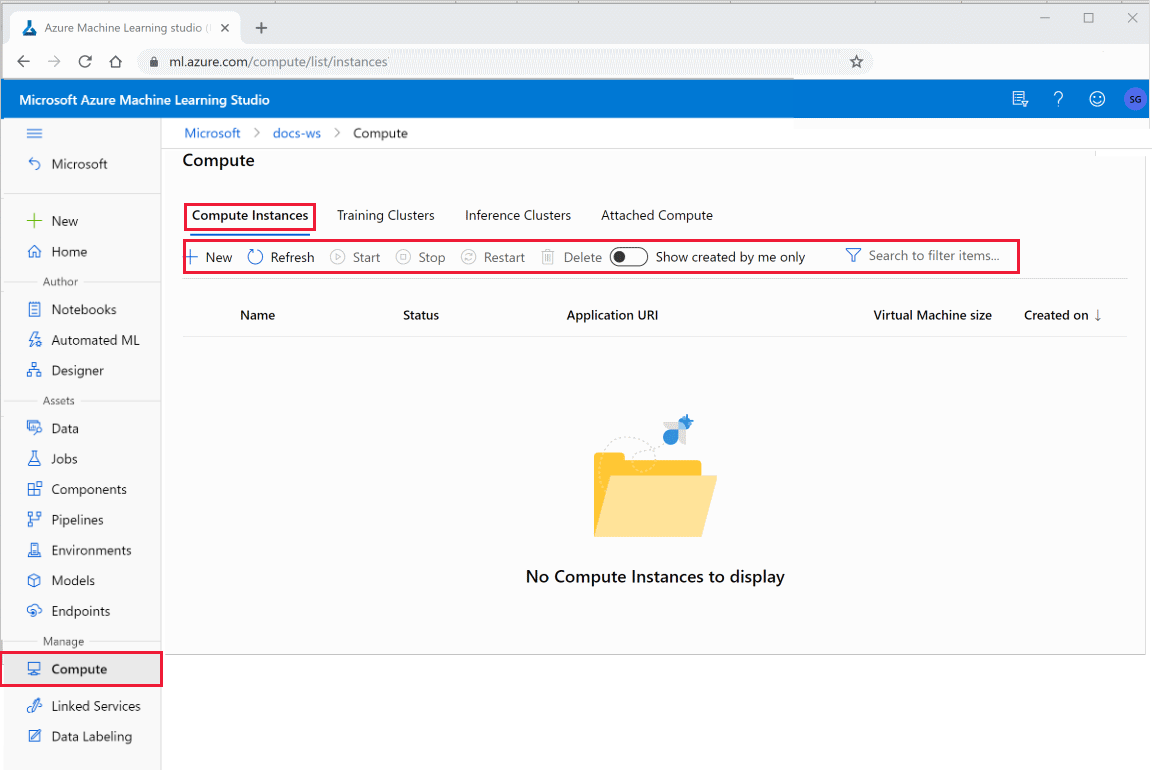 Azure Machine Learning studio (
ml.azure.com/compute/list/instances
Microsoft Azure Machine Learning Studio
SG
Microsoft > docs-ws > Compute
Microsoft
Compute
Compute Instances Training Clusters Inference Clusters Attached Compute
New
Home
New Refresh Start Stop Restart Delete Show created by me only Search to filter items...
Author
Notebooks
Automated ML
Designer
Name Status Application URI Virtual Machine size Created on ↓
Assets
Data
Jobs
Components
Pipelines
Environments
Models
Endpoints
No Compute Instances to display
Manage
Compute
Linked Services
Data Labeling